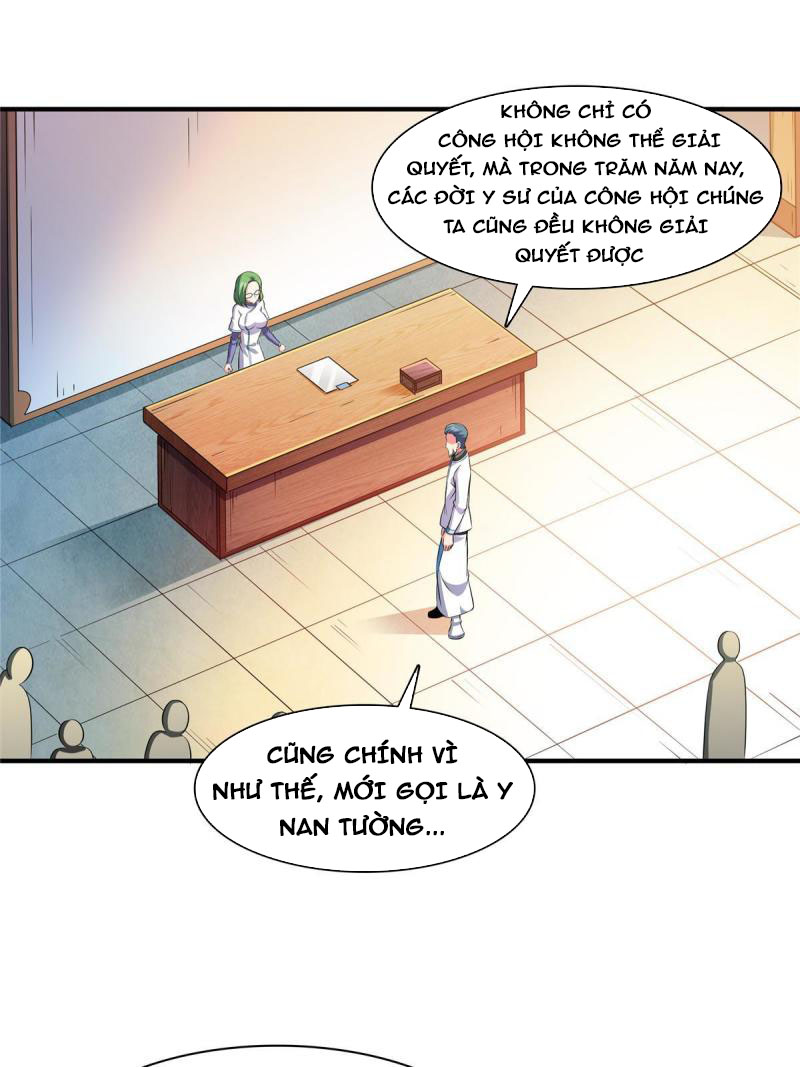 KHÔNG CHỈ CÓ
CÔNG HỘI KHÔNG THỂ GIẢI
QUYẾT, MÀ TRONG TRĂM NĂM NAY,
CÁC ĐỜI Y SƯ CỦA CÔNG HỘI CHÚNG
TA CŨNG ĐỀU KHÔNG GIẢI
QUYẾT ĐƯỢC
CŨNG CHÍNH VÌ
NHƯ THẾ, MỚI GỌI LÀ Y
NAN TƯỜNG...